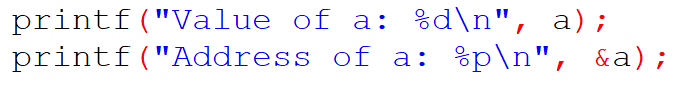 printf("Value of a: %d\n", a);
printf("Address of a: %p\n", &a);